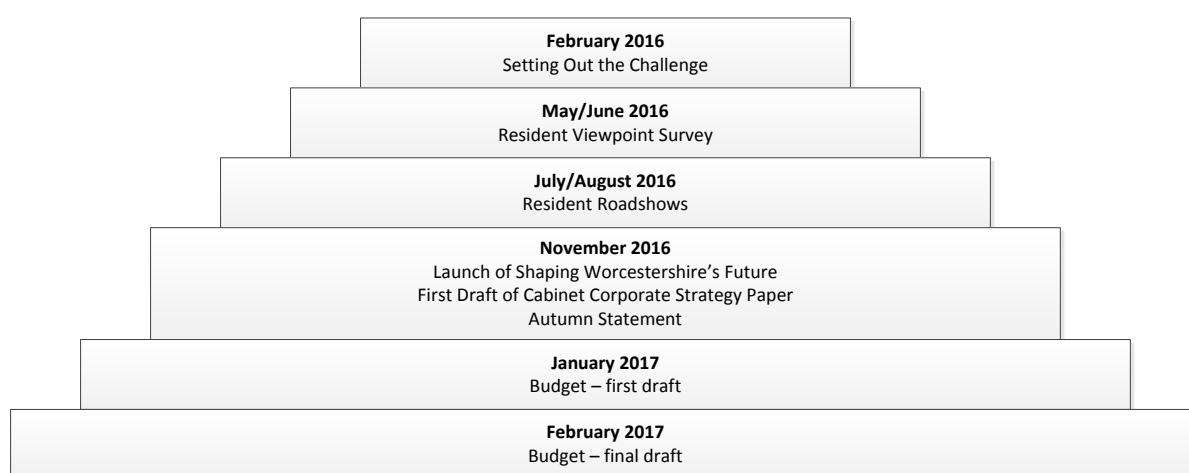 February 2016
Setting Out the Challenge
May/June 2016
Resident Viewpoint Survey
July/August 2016
Resident Roadshows
November 2016
Launch of Shaping Worcestershire’s Future
First Draft of Cabinet Corporate Strategy Paper
Autumn Statement
January 2017
Budget – first draft
February 2017
Budget – final draft